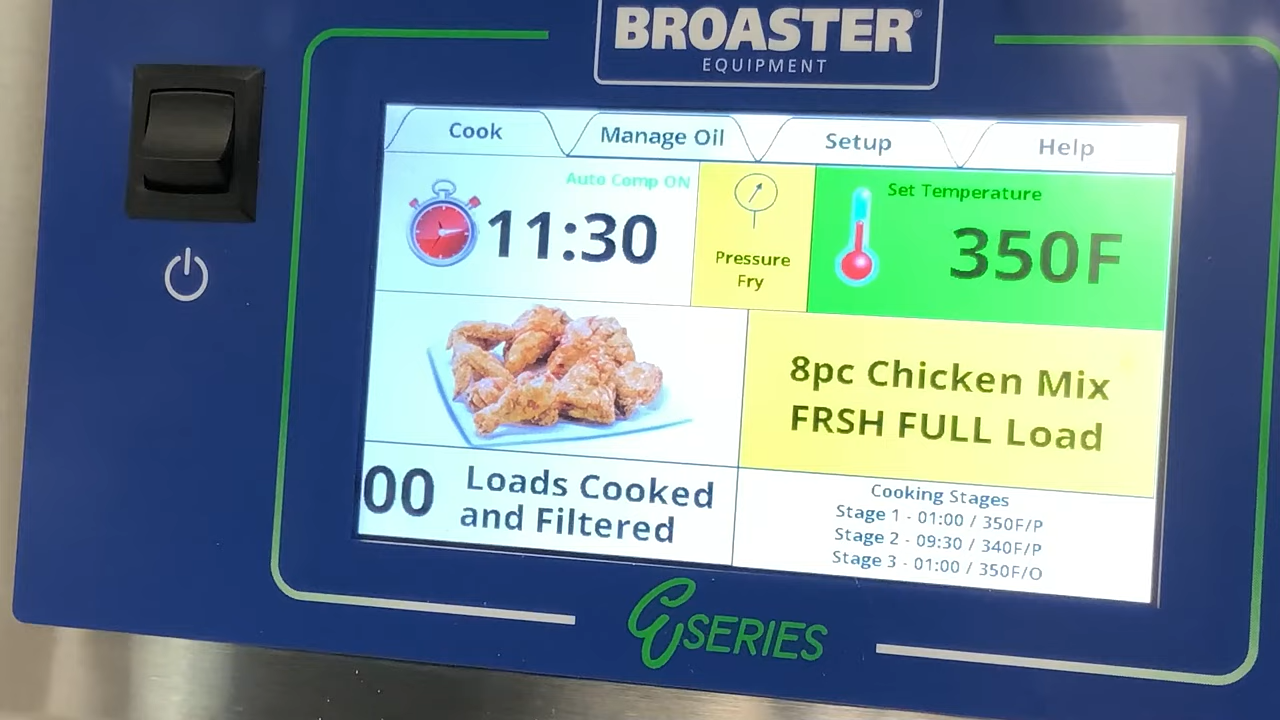 BROASTER®
EQUIPMENT
Cook
Manage Oil
Setup
Help
Auto Comp ON
11:30
Pressure
Fry
Set Temperature
350F
8pc Chicken Mix
FRSH FULL Load
00
Loads Cooked
and Filtered
Cooking Stages
Stage 1 - 01:00 / 350F/P
Stage 2 - 09:30 / 340F/P
Stage 3 - 01:00 / 350F/O
E SERIES